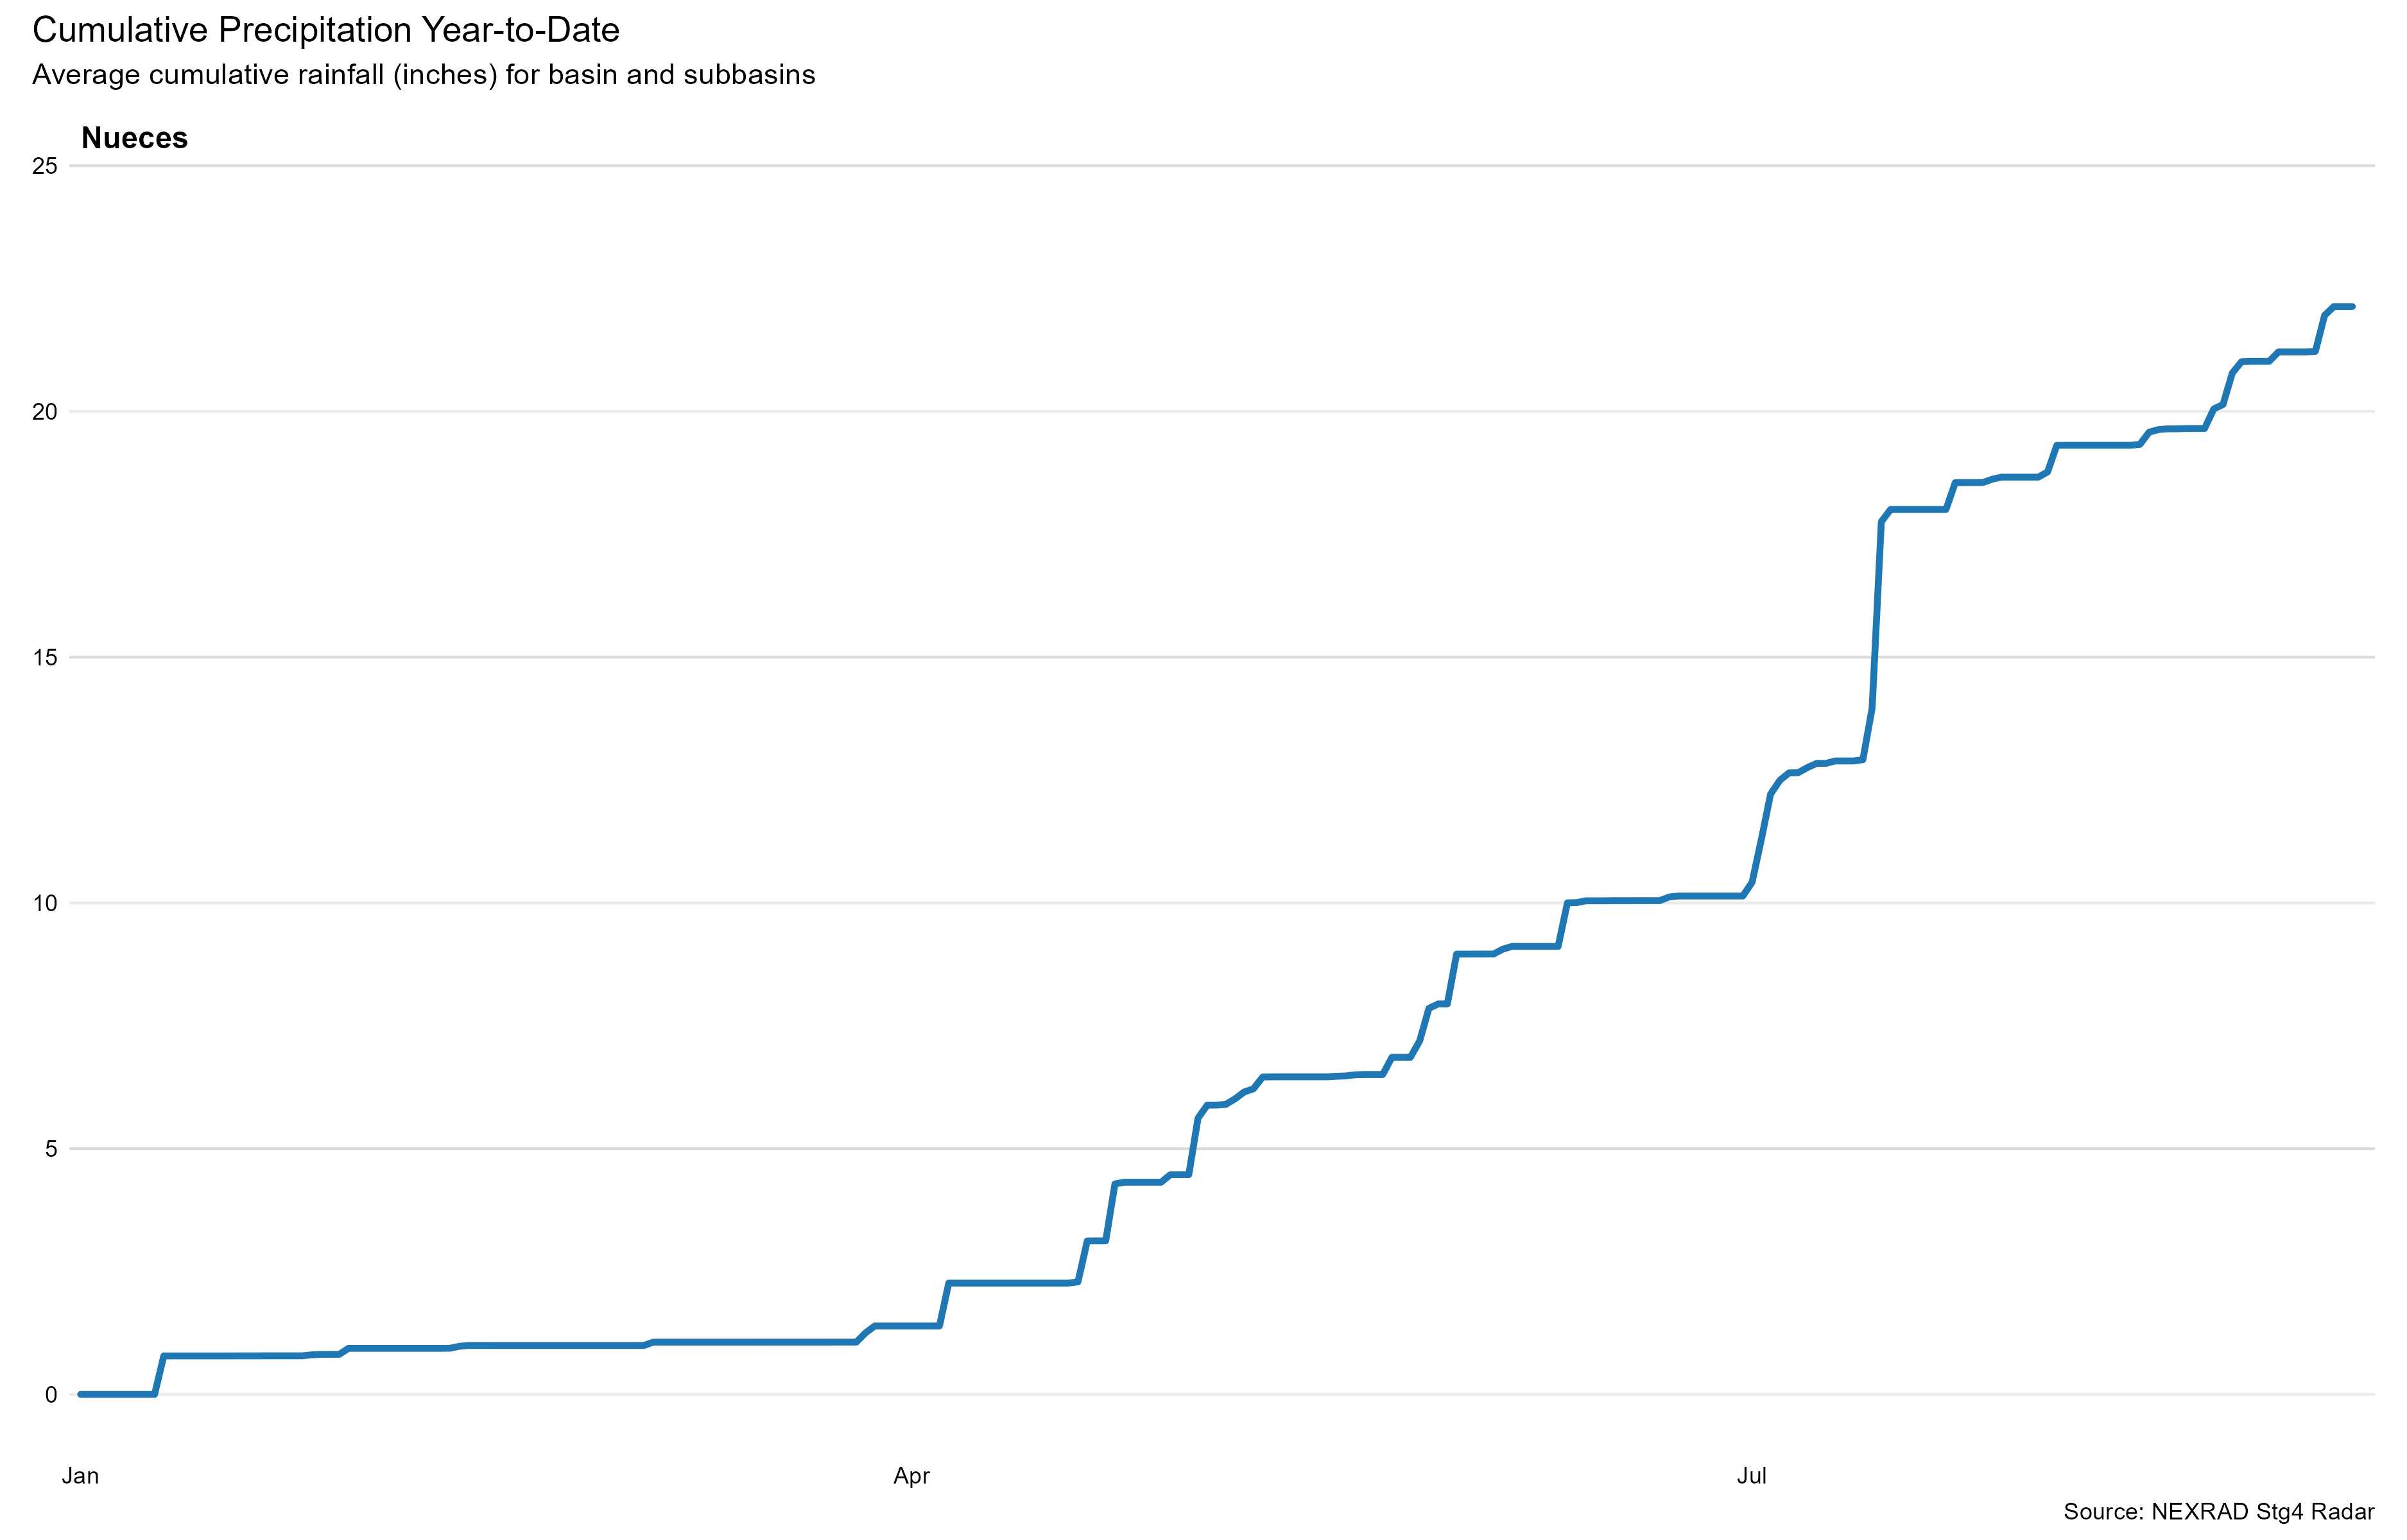 Cumulative Precipitation Year-to-Date
Average cumulative rainfall (inches) for basin and subbasins
Nueces
25
20
15
10
5
0
Jan Apr Jul
Source: NEXRAD Stg4 Radar